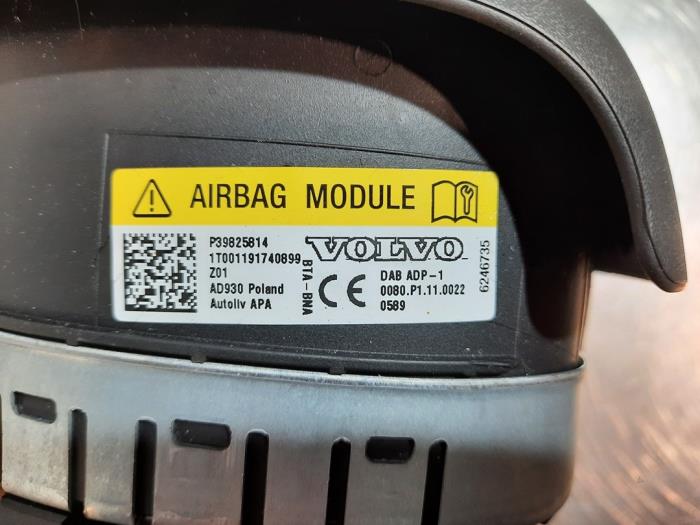 AIRBAG MODULE
P39825814
1T001191740899
Z01
AD930 Poland
Autoliv APA
BTA-BNA
VOLVO
CE
DAB ADP-1
0080.P1.11.0022
0589
6246735